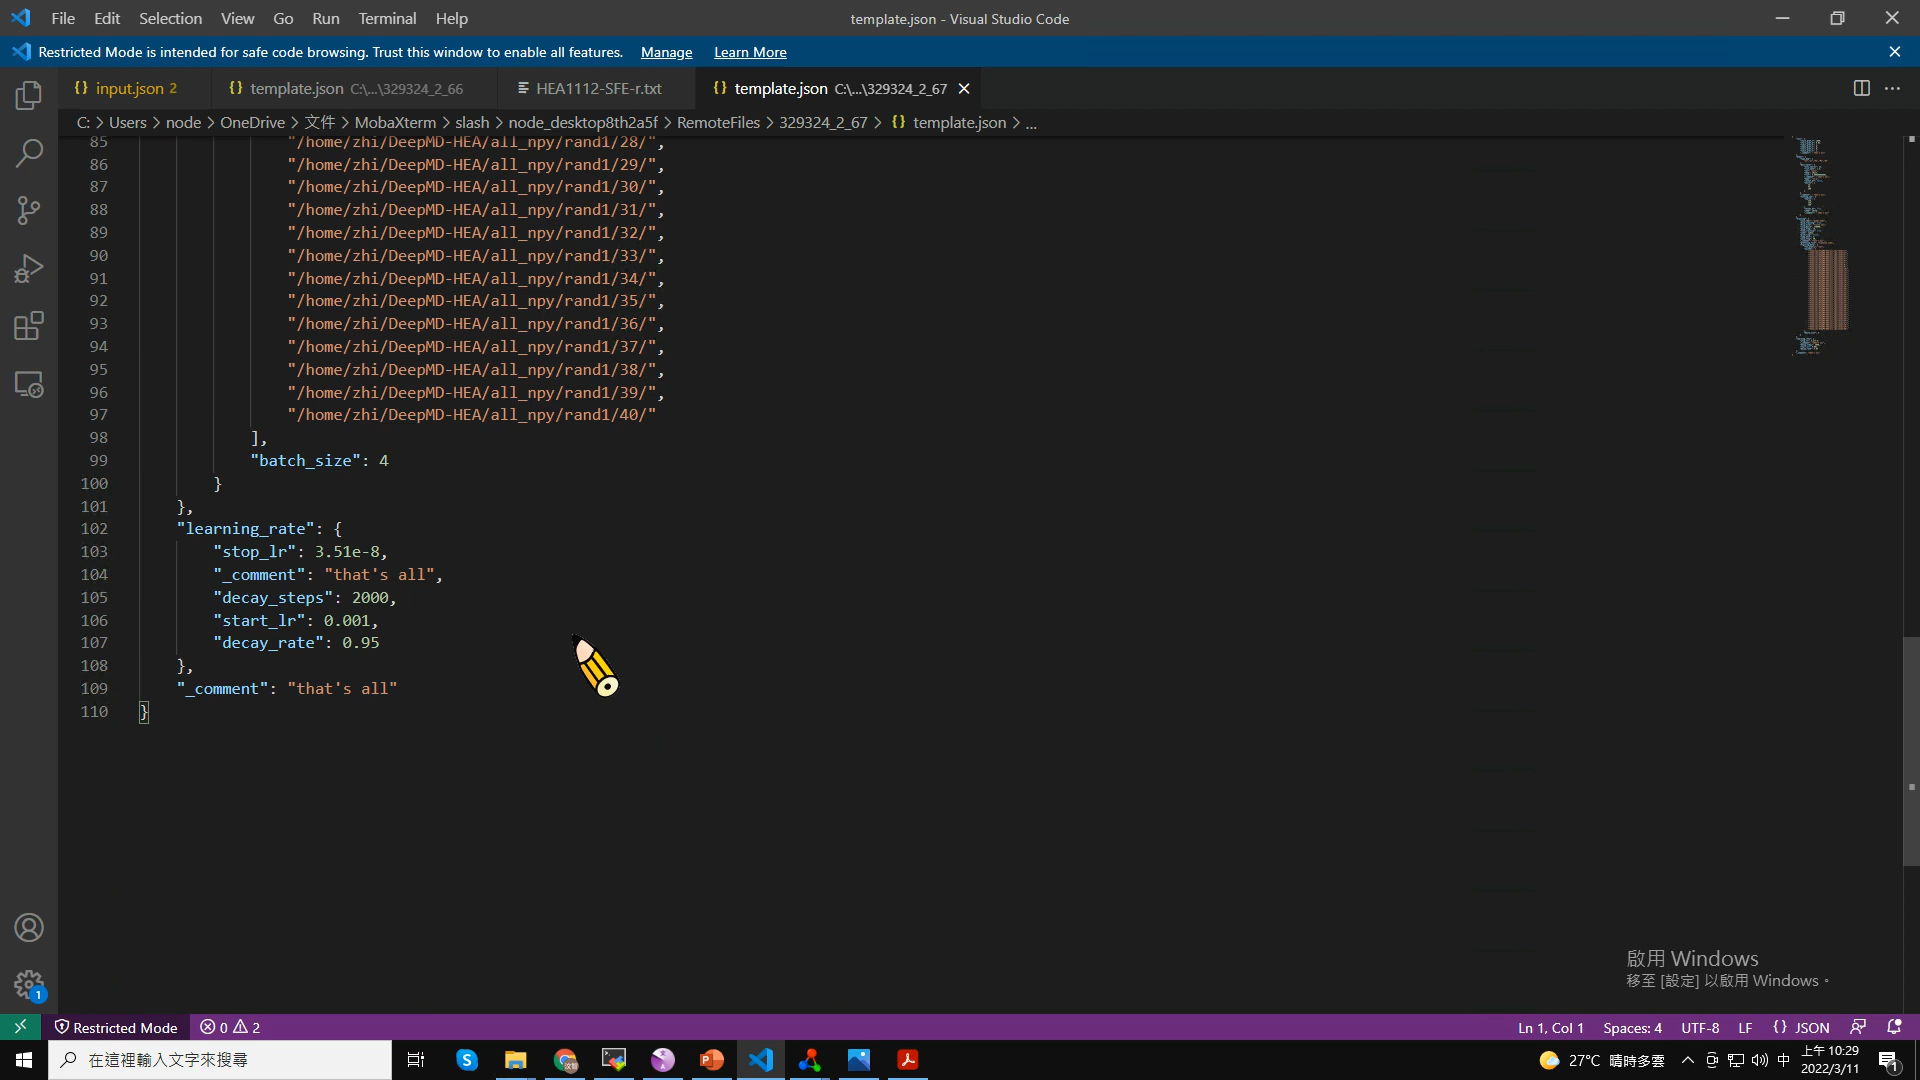 File Edit Selection View Go Run Terminal Help
template.json - Visual Studio Code
Restricted Mode is intended for safe code browsing. Trust this window to enable all features. Manage Learn More
{} input.json 2 {} template.json C:\...\329324_2_66 HEA1112-SFE-r.txt {} template.json C:\...\329324_2_67
C: > Users > node > OneDrive > 文件 > MobaXterm > slash > node_desktop8th2a5f > RemoteFiles > 329324_2_67 > {} template.json > ...
85 "/home/zhi/DeepMD-HEA/all_npy/rand1/28/",
86 "/home/zhi/DeepMD-HEA/all_npy/rand1/29/",
87 "/home/zhi/DeepMD-HEA/all_npy/rand1/30/",
88 "/home/zhi/DeepMD-HEA/all_npy/rand1/31/",
89 "/home/zhi/DeepMD-HEA/all_npy/rand1/32/",
90 "/home/zhi/DeepMD-HEA/all_npy/rand1/33/",
91 "/home/zhi/DeepMD-HEA/all_npy/rand1/34/",
92 "/home/zhi/DeepMD-HEA/all_npy/rand1/35/",
93 "/home/zhi/DeepMD-HEA/all_npy/rand1/36/",
94 "/home/zhi/DeepMD-HEA/all_npy/rand1/37/",
95 "/home/zhi/DeepMD-HEA/all_npy/rand1/38/",
96 "/home/zhi/DeepMD-HEA/all_npy/rand1/39/",
97 "/home/zhi/DeepMD-HEA/all_npy/rand1/40/"
98 ],
99 "batch_size": 4
100 }
101 },
102 "learning_rate": {
103 "stop_lr": 3.51e-8,
104 "_comment": "that's all",
105 "decay_steps": 2000,
106 "start_lr": 0.001,
107 "decay_rate": 0.95
108 },
109 "_comment": "that's all"
110 }
啟用 Windows
移至 [設定] 以啟用 Windows。
1
Restricted Mode 0 2 Ln 1, Col 1 Spaces: 4 UTF-8 LF {} JSON
在這裡輸入文字來搜尋
27°C 晴時多雲 中 上午 10:29
2022/3/11
1